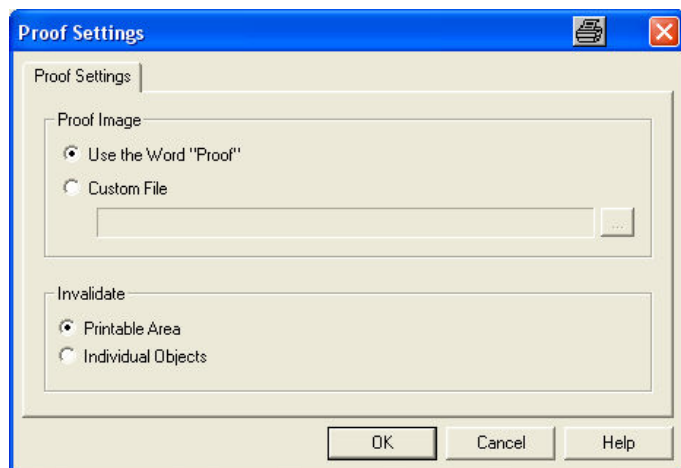 Proof Settings
Proof Settings
Proof Image
Use the Word "Proof"
Custom File
...
Invalidate
Printable Area
Individual Objects
OK Cancel Help